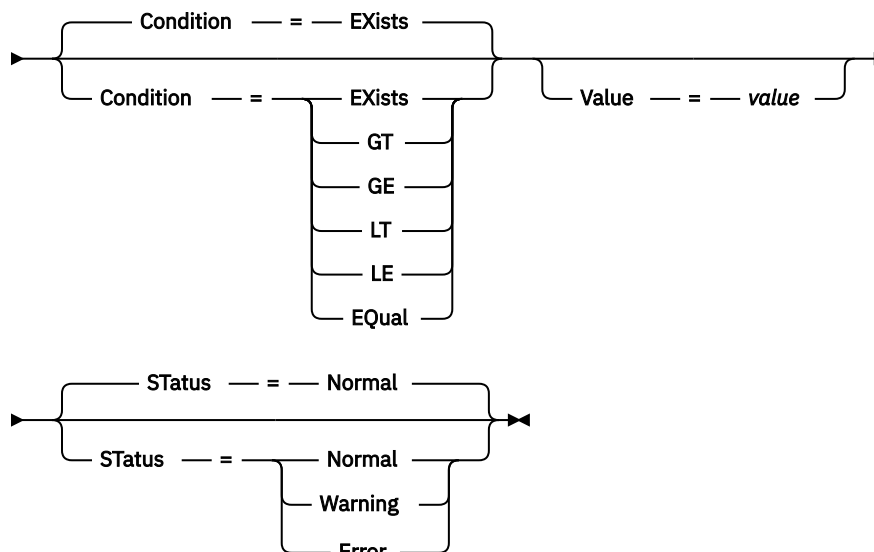 Condition = EXists
Condition = EXists Value = value
GT
GE
LT
LE
EQual
STatus = Normal
STatus = Normal
Warning
Error